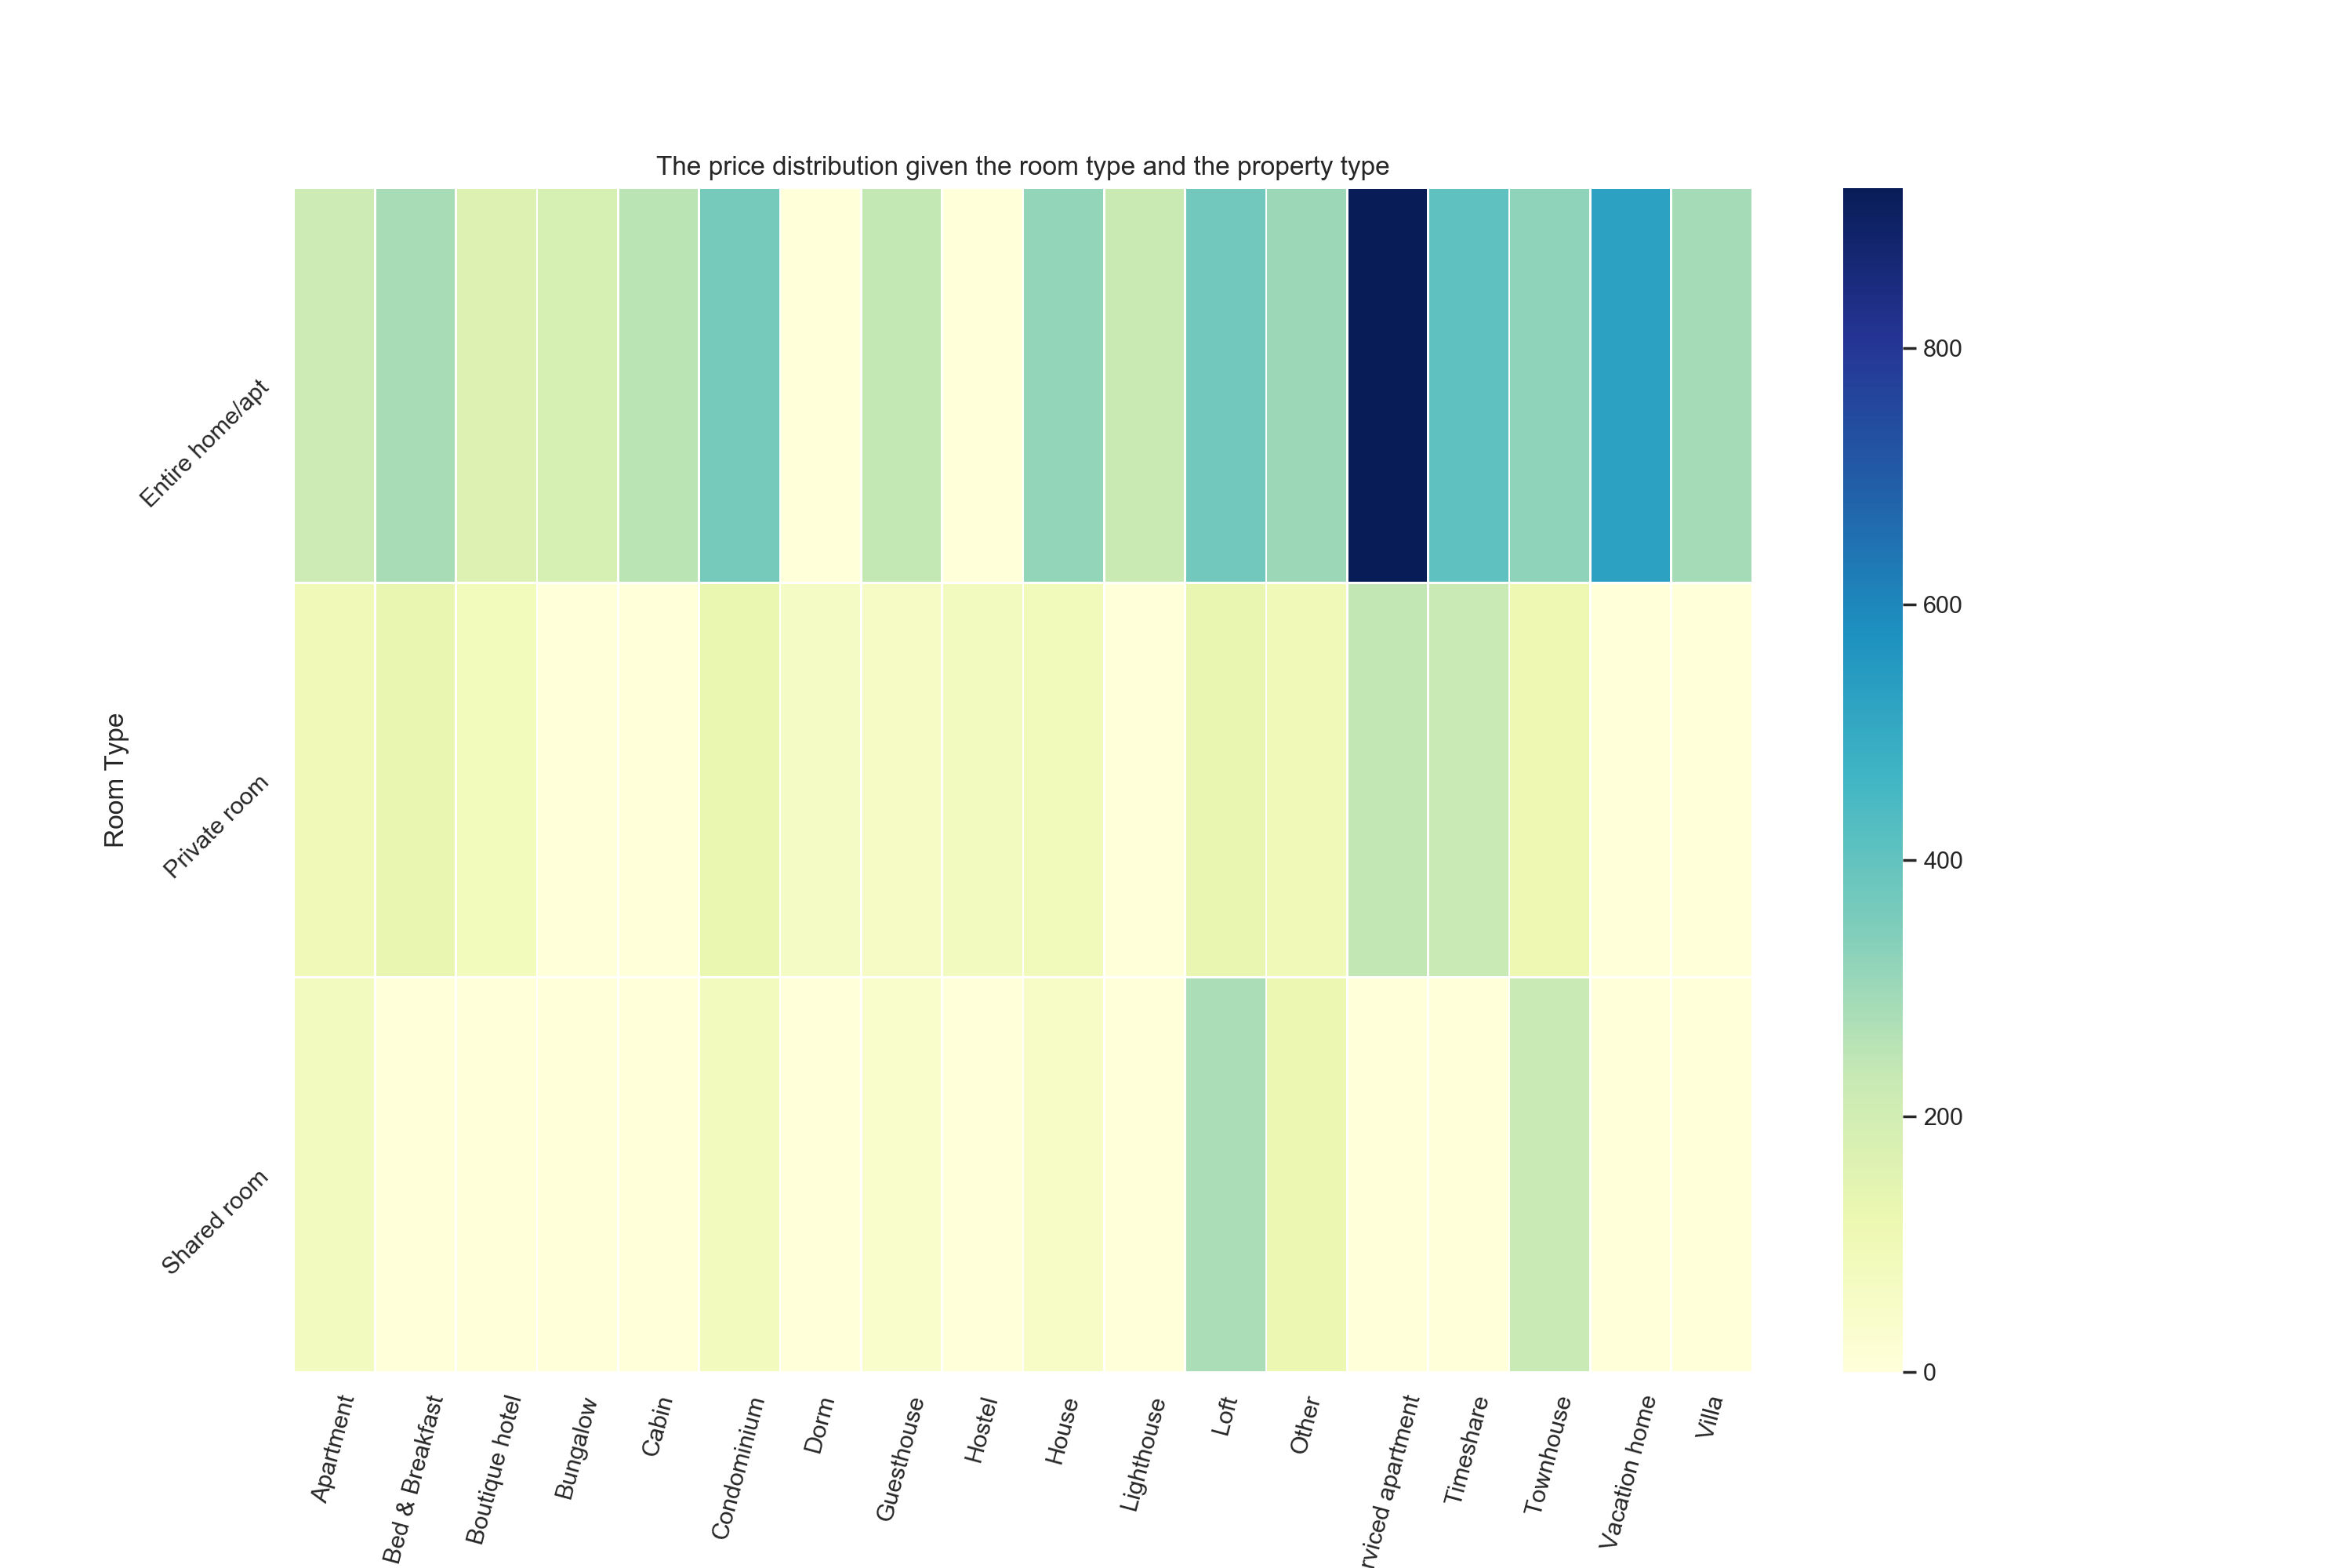 The price distribution given the room type and the property type
Room Type
Entire home/apt
Private room
Shared room
Apartment
Bed & Breakfast
Boutique hotel
Bungalow
Cabin
Condominium
Dorm
Guesthouse
Hostel
House
Lighthouse
Loft
Other
rviced apartment
Timeshare
Townhouse
Vacation home
Villa
800
600
400
200
0